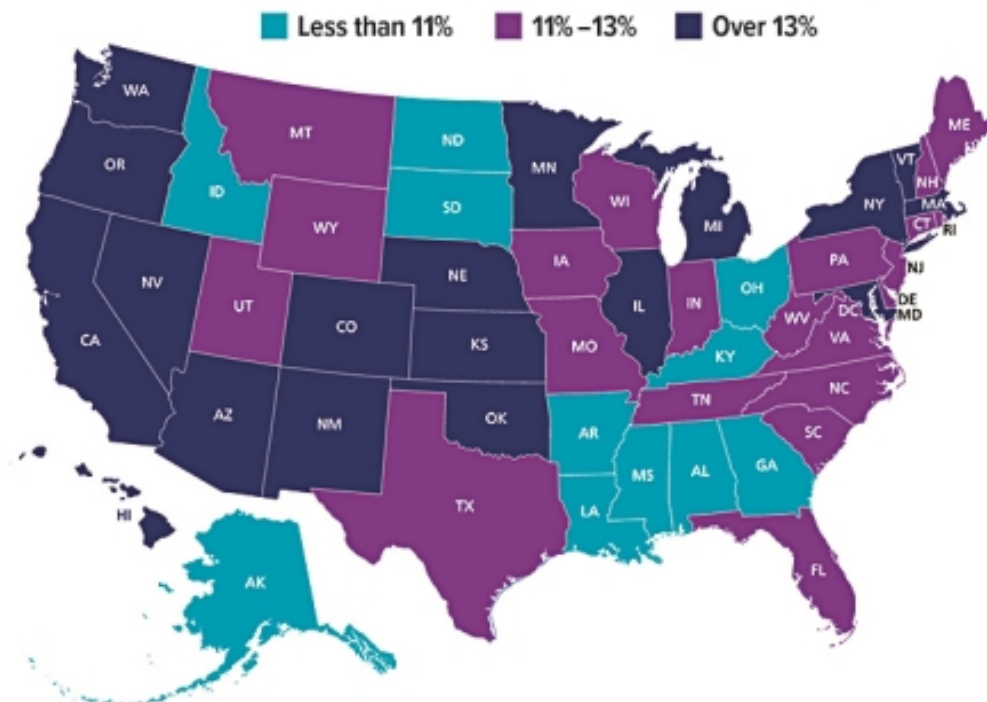 Less than 11% 11%–13% Over 13%
WA
MT
ND
MN
ME
OR
ID
SO
WI
MI
VT
NH
NY
MA
CT
RI
WY
IA
NE
PA
NJ
NV
UT
CO
IL
IN
OH
DE
MD
DC
WV
VA
CA
KS
MO
KY
AZ
NM
OK
TN
NC
AR
SC
MS
AL
GA
TX
LA
HI
FL
AK